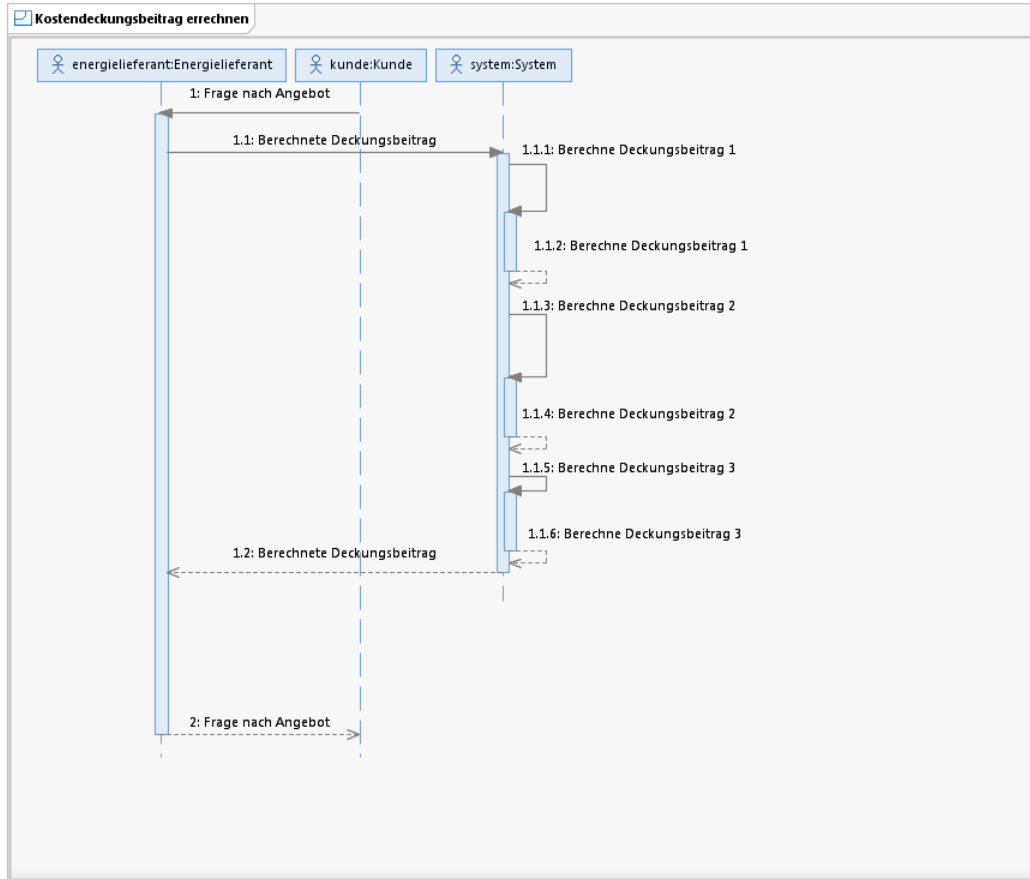 Kostendeckungsbeitrag errechnen
energielieferant:Energielieferant
kunde:Kunde
system:System
1: Frage nach Angebot
1.1: Berechnete Deckungsbeitrag
1.1.1: Berechne Deckungsbeitrag 1
1.1.2: Berechne Deckungsbeitrag 1
1.1.3: Berechne Deckungsbeitrag 2
1.1.4: Berechne Deckungsbeitrag 2
1.1.5: Berechne Deckungsbeitrag 3
1.1.6: Berechne Deckungsbeitrag 3
1.2: Berechnete Deckungsbeitrag
2: Frage nach Angebot